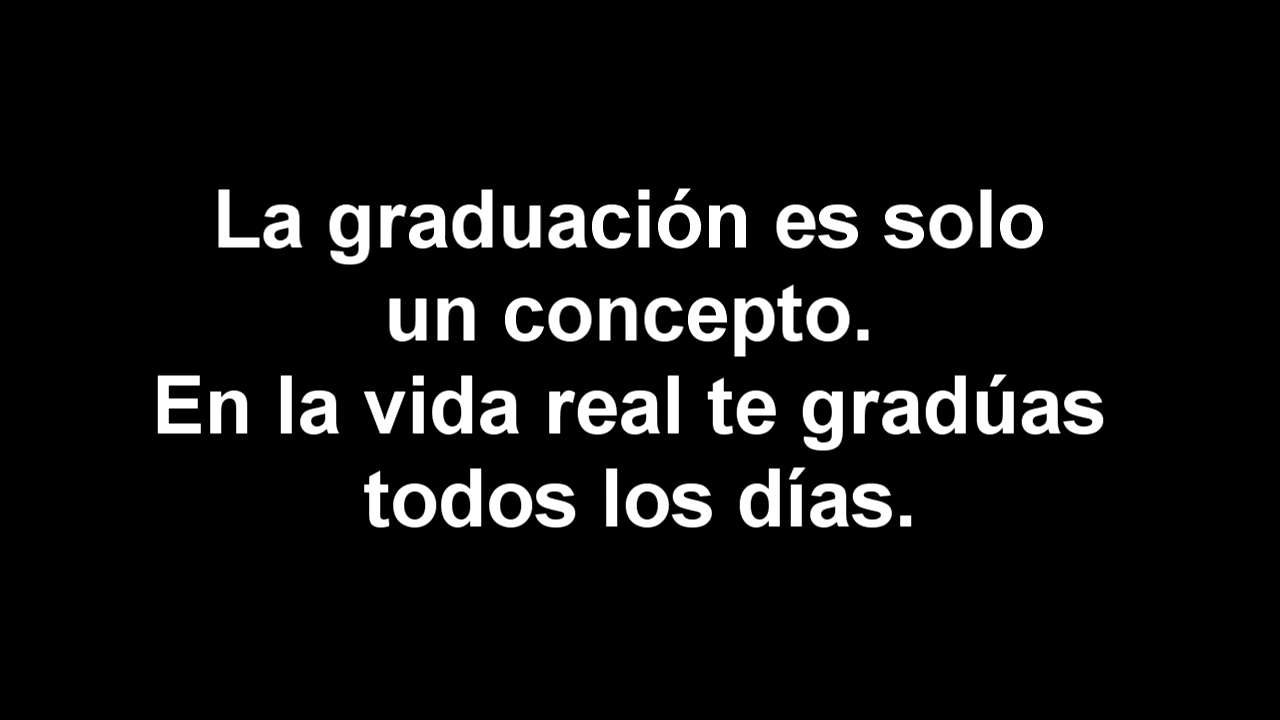 La graduación es solo
un concepto.
En la vida real te gradúas
todos los días.